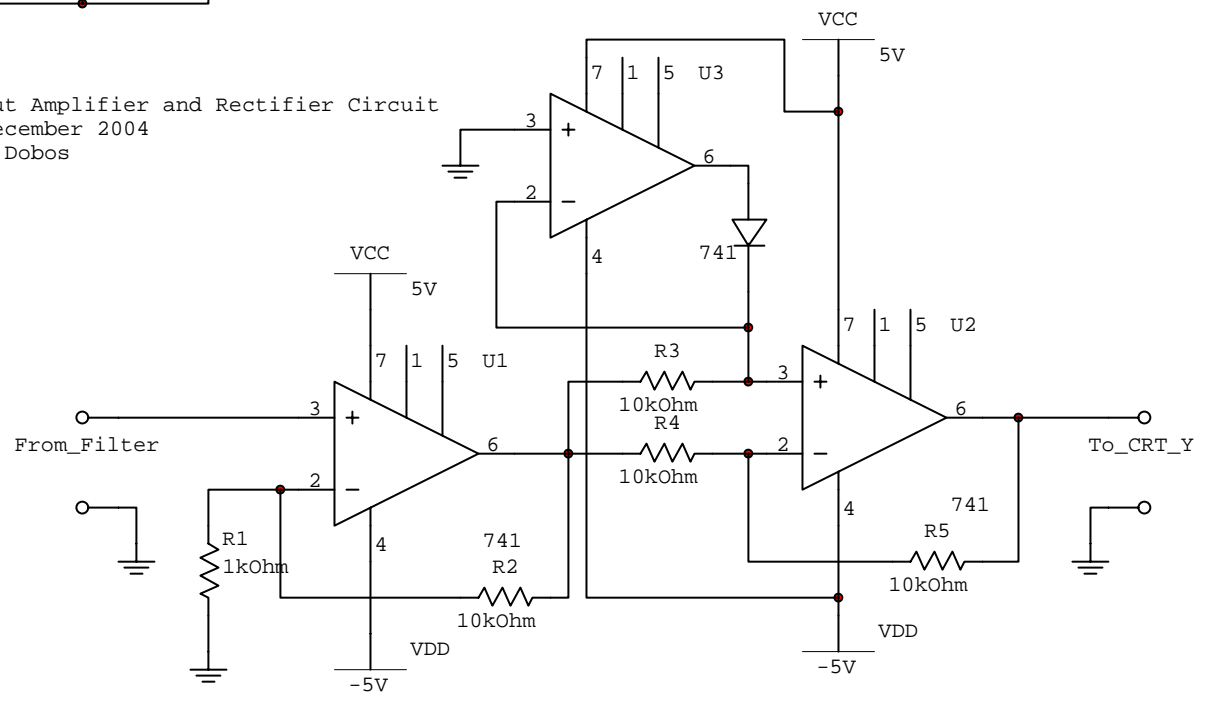 VCC
5V
7
1
5
U3
ut Amplifier and Rectifier Circuit
ecember 2004
Dobos
3
+
2
−
6
4
741
VCC
5V
7
1
5
U1
7
1
5
U2
R3
10kOhm
R4
10kOhm
3
+
2
−
6
3
+
2
−
6
From_Filter
To_CRT_Y
4
741
R5
10kOhm
R1
1kOhm
4
741
R2
10kOhm
VDD
-5V
VDD
-5V